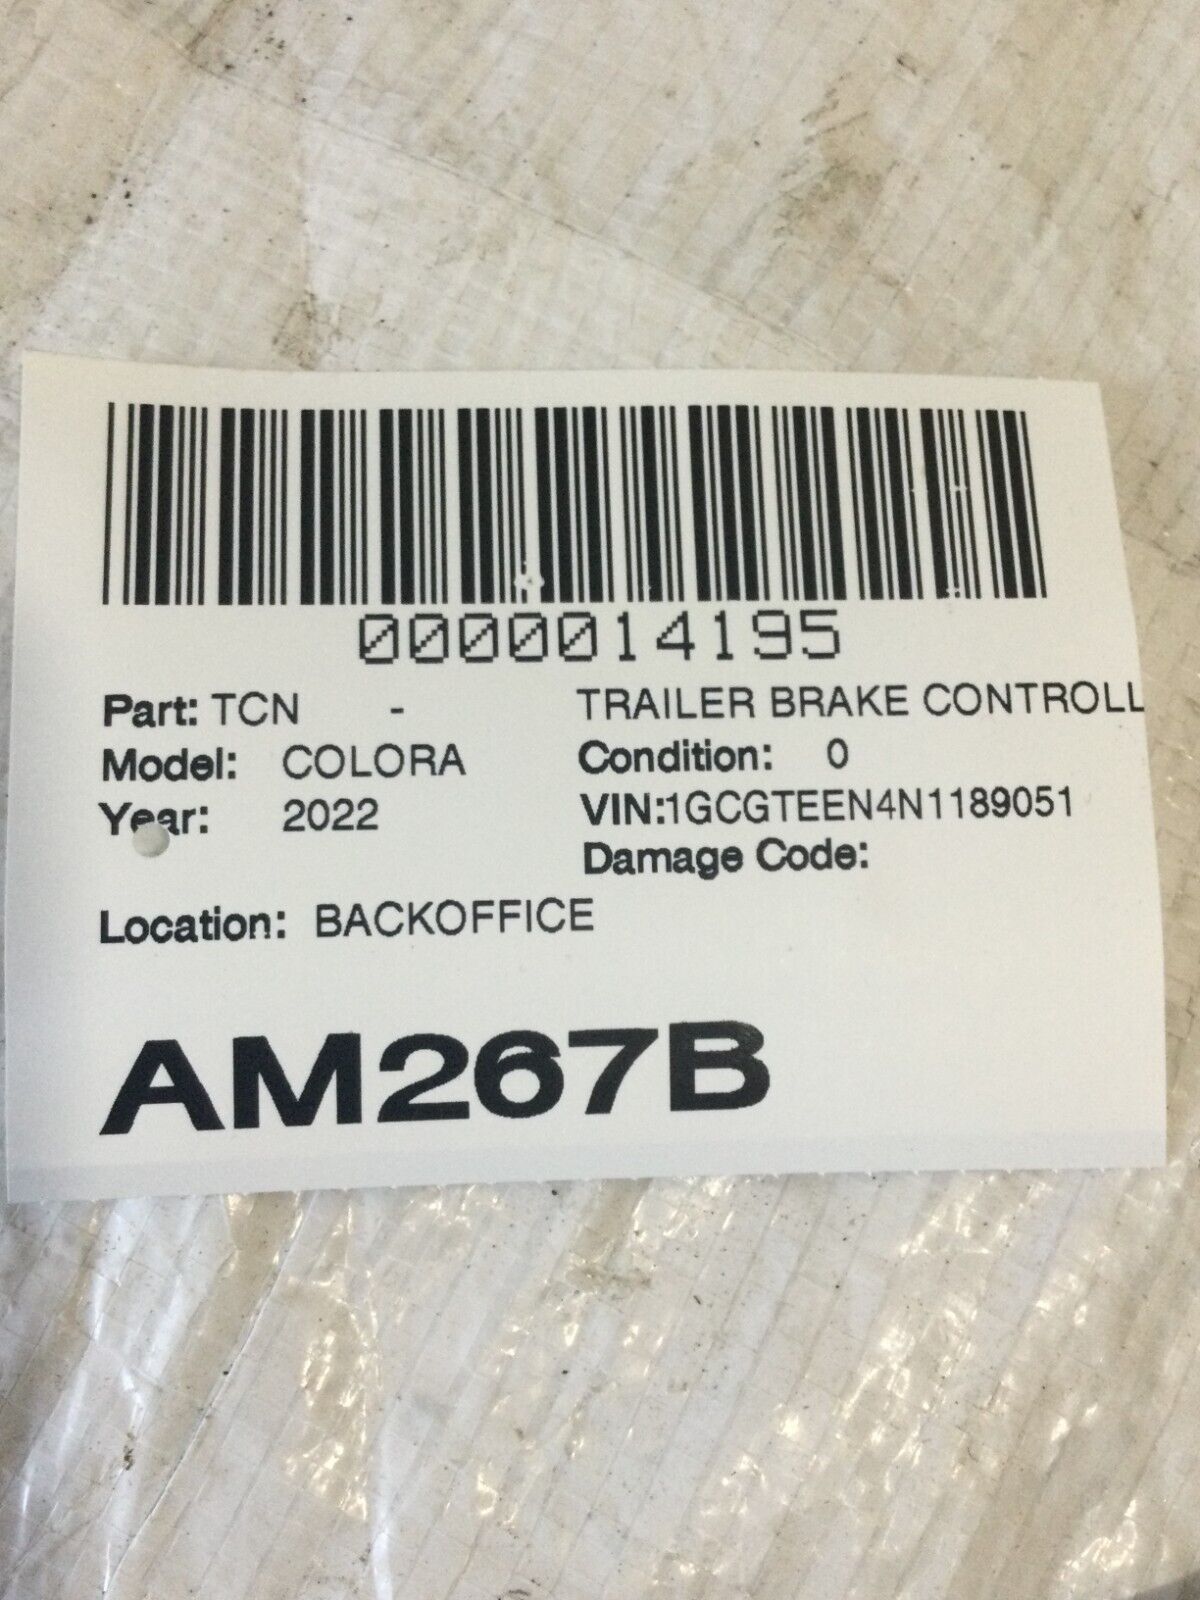 0000014195
Part: TCN - TRAILER BRAKE CONTROLL
Model: COLORA Condition: 0
Year: 2022 VIN:1GCGTEEN4N1189051
Damage Code:
Location: BACKOFFICE
AM267B